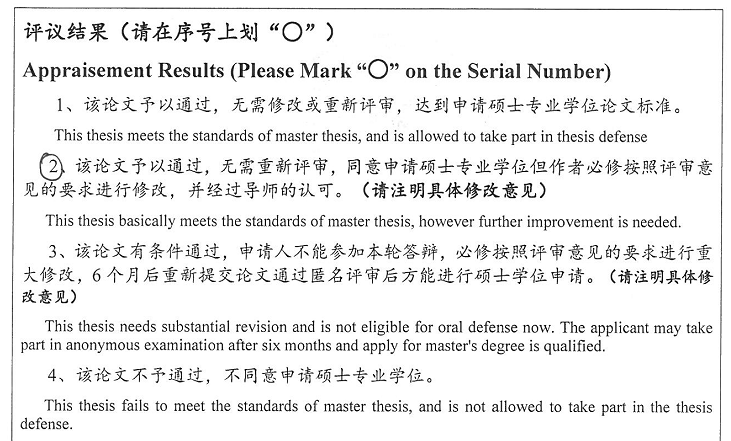 评议结果（请在序号上划“〇”）
Appraisement Results (Please Mark “〇” on the Serial Number)
1、该论文予以通过，无需修改或重新评审，达到申请硕士专业学位论文标准。
This thesis meets the standards of master thesis, and is allowed to take part in thesis defense
2、该论文予以通过，无需重新评审，同意申请硕士专业学位但作者必修按照评审意
见的要求进行修改，并经过导师的认可。（请注明具体修改意见）
This thesis basically meets the standards of master thesis, however further improvement is needed.
3、该论文有条件通过，申请人不能参加本轮答辩，必修按照评审意见的要求进行重
大修改，6 个月后重新提交论文通过匿名评审后方能进行硕士学位申请。（请注明具体修
改意见）
This thesis needs substantial revision and is not eligible for oral defense now. The applicant may take
part in anonymous examination after six months and apply for master's degree is qualified.
4、该论文不予通过，不同意申请硕士专业学位。
This thesis fails to meet the standards of master thesis, and is not allowed to take part in the thesis
defense.